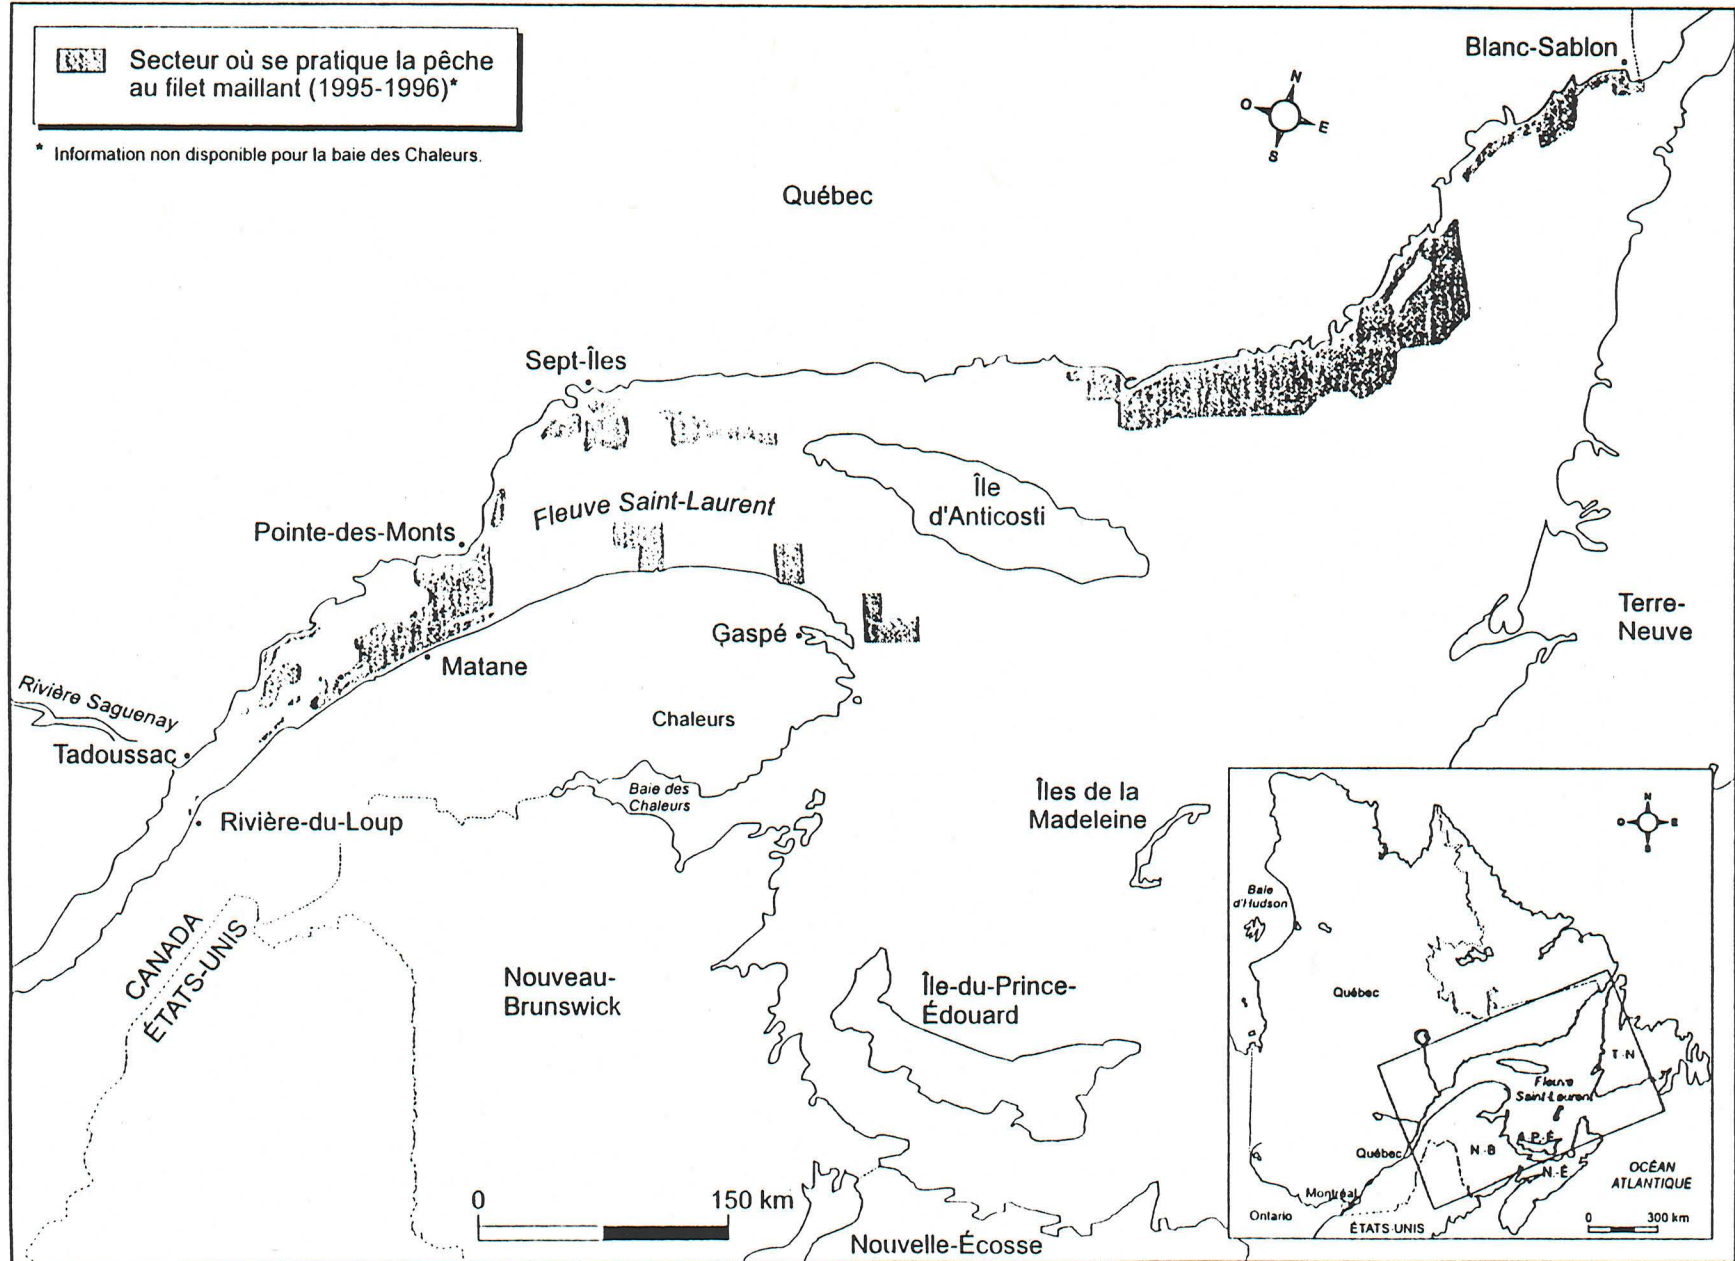 Secteur où se pratique la pêche
au filet maillant (1995-1996)*
* Information non disponible pour la baie des Chaleurs.
Blanc-Sablon
N
O
E
S
Québec
Sept-Îles
Fleuve Saint-Laurent
Île
d'Anticosti
Pointe-des-Monts
Terre-
Neuve
Gaspé
Matane
Rivière Saguenay
Chaleurs
Tadoussac
Baie des
Chaleurs
Îles de la
Madeleine
Rivière-du-Loup
CANADA
ÉTATS-UNIS
Nouveau-
Brunswick
Île-du-Prince-
Édouard
0 150 km
Nouvelle-Écosse
N
O
E
S
Baie
d'Hudson
Québec
T-N
Fleuve
Saint-Laurent
Î-P-É
N-B
N-É
Québec
Montréal
Ontario
ÉTATS-UNIS
OCÉAN
ATLANTIQUE
0 300 km